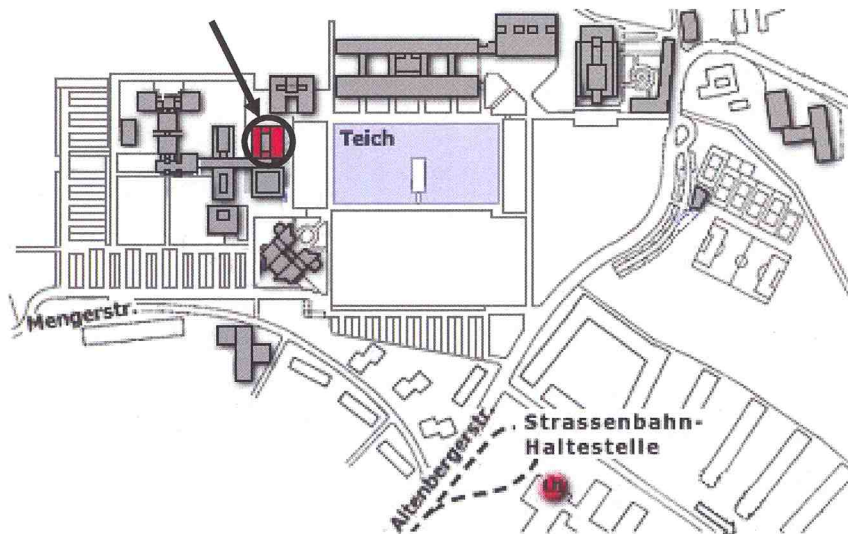 Teich
Mengerstr.
Altenbergerstr.
Strassenbahn-
Haltestelle